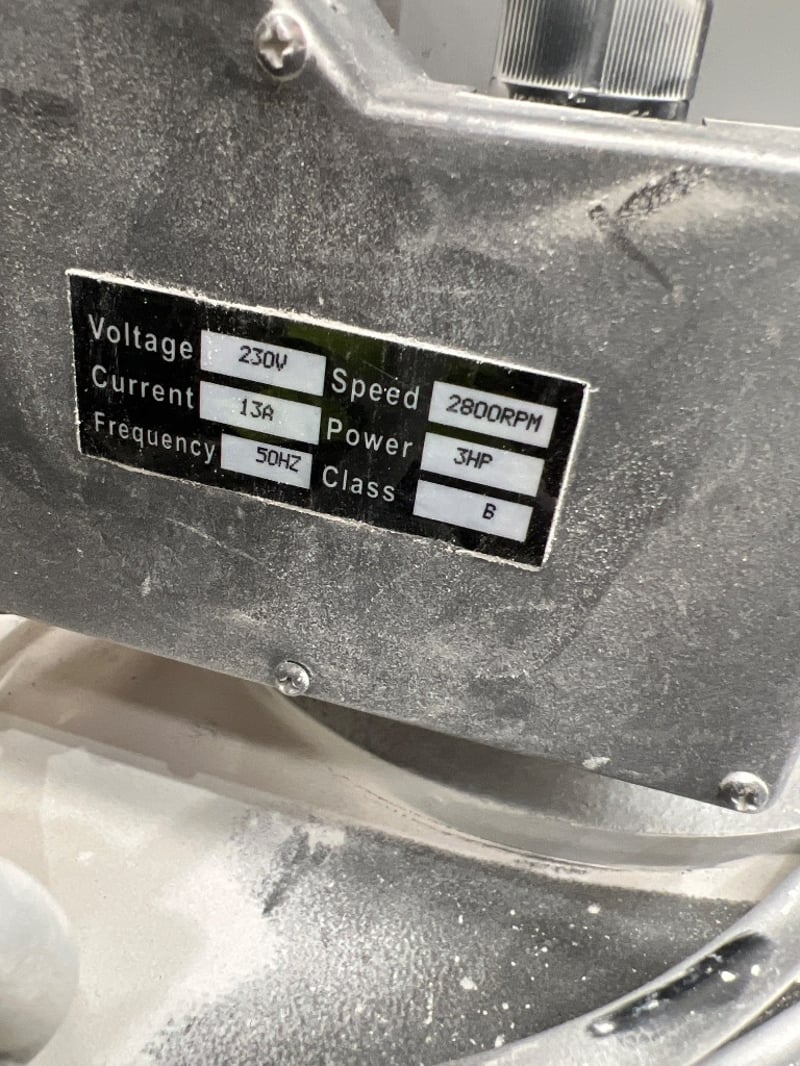 Voltage 230V Speed 2800RPM
Current 13A Power 3HP
Frequency 50HZ Class B